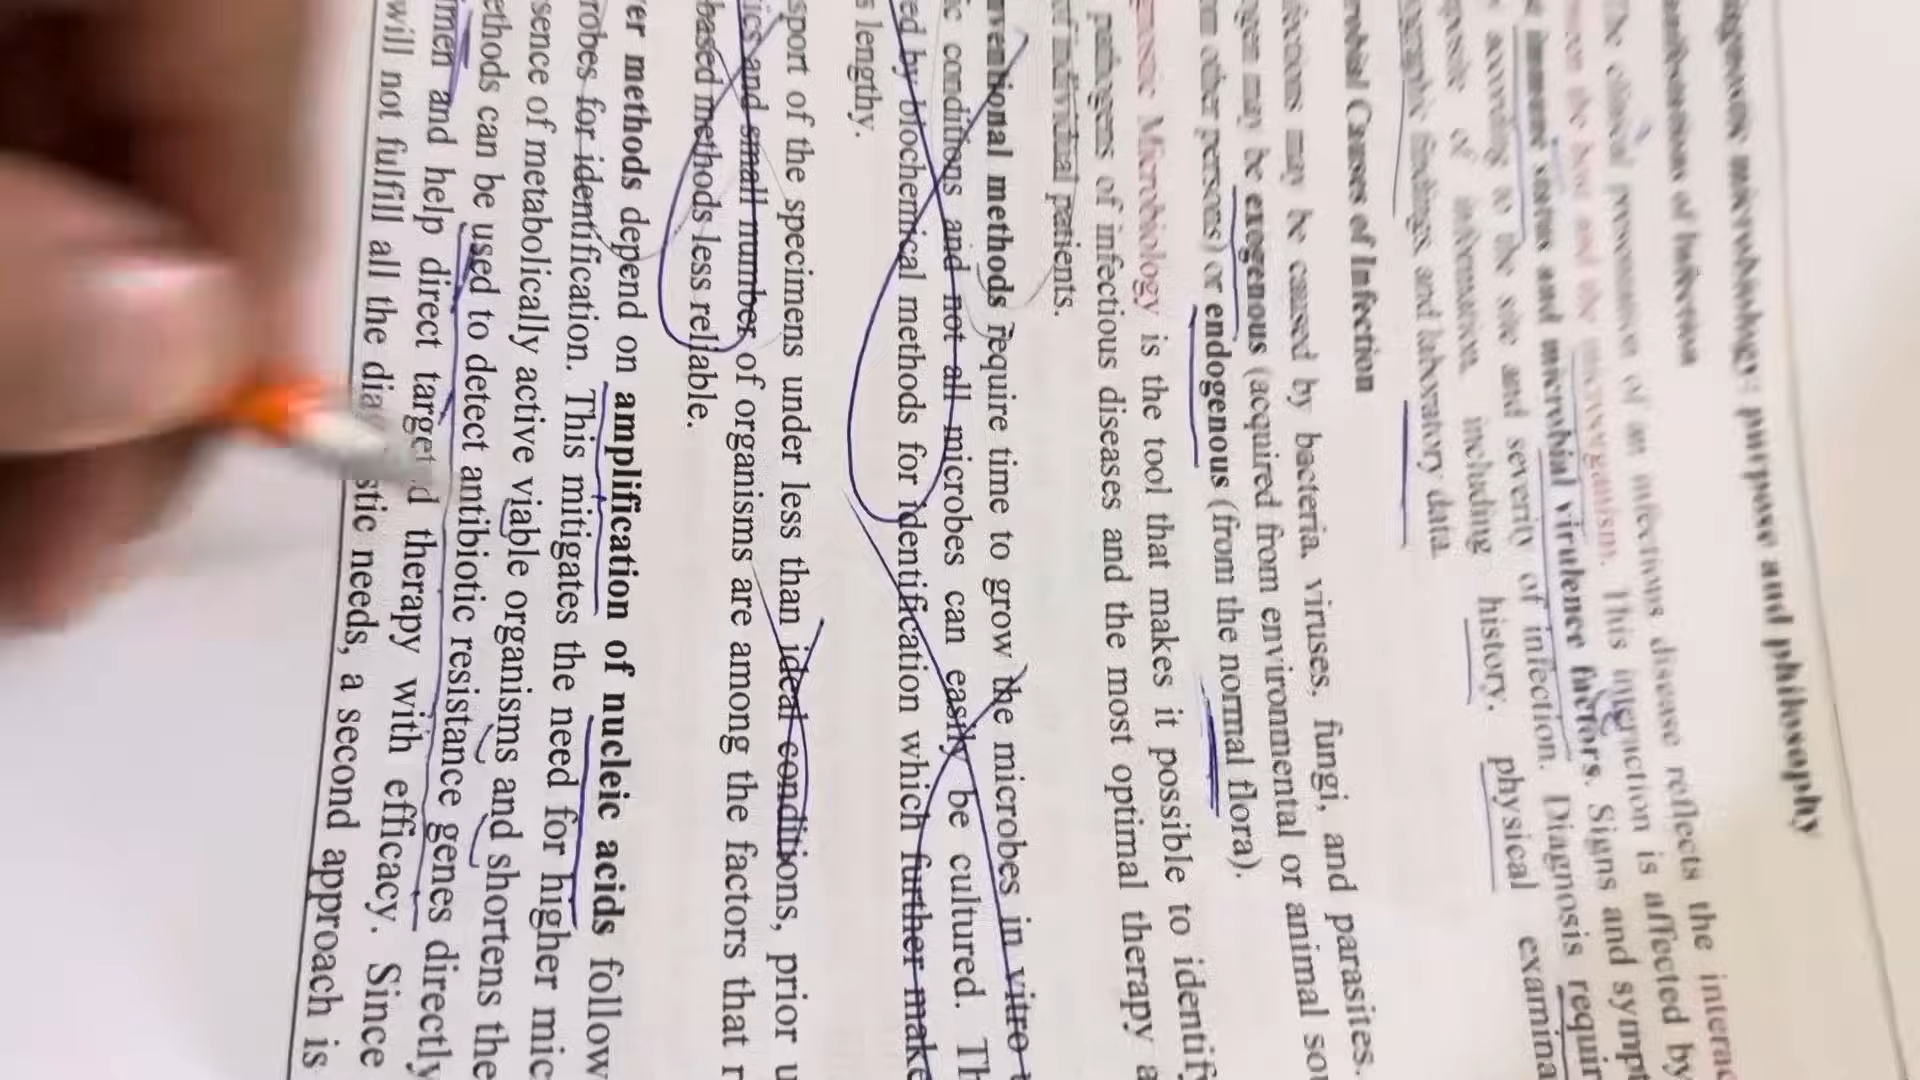 diagnostic microbiology: purpose and philosophy
Manifestations of Infection
The clinical presentation of an infectious disease reflects the interac
between the host and the microorganism. This interaction is affected by
immune status and microbial virulence factors. Signs and sympt
according to the site and severity of infection. Diagnosis requir
composite of information, including history, physical examina
radiographic findings, and laboratory data.
Microbial Causes of Infection
Infections may be caused by bacteria, viruses, fungi, and parasites.
may be exogenous (acquired from environmental or animal sou
from other persons) or endogenous (from the normal flora).
Diagnostic Microbiology is the tool that makes it possible to identify
pathogens of infectious diseases and the most optimal therapy a
of individual patients.
ventional methods require time to grow the microbes in vitro
ic conditions and not all microbes can easily be cultured. Th
ed by biochemical methods for identification which further make
s length.
sport of the specimens under less than ideal conditions, prior u
ics and small number of organisms are among the factors that r
based methods less reliable.
er methods depend on amplification of nucleic acids follow
robes for identification. This mitigates the need for higher mic
sence of metabolically active viable organisms and shortens the
ethods can be used to detect antibiotic resistance genes directly
men and help direct targeted therapy with efficacy. Since
will not fulfill all the diagnostic needs, a second approach is